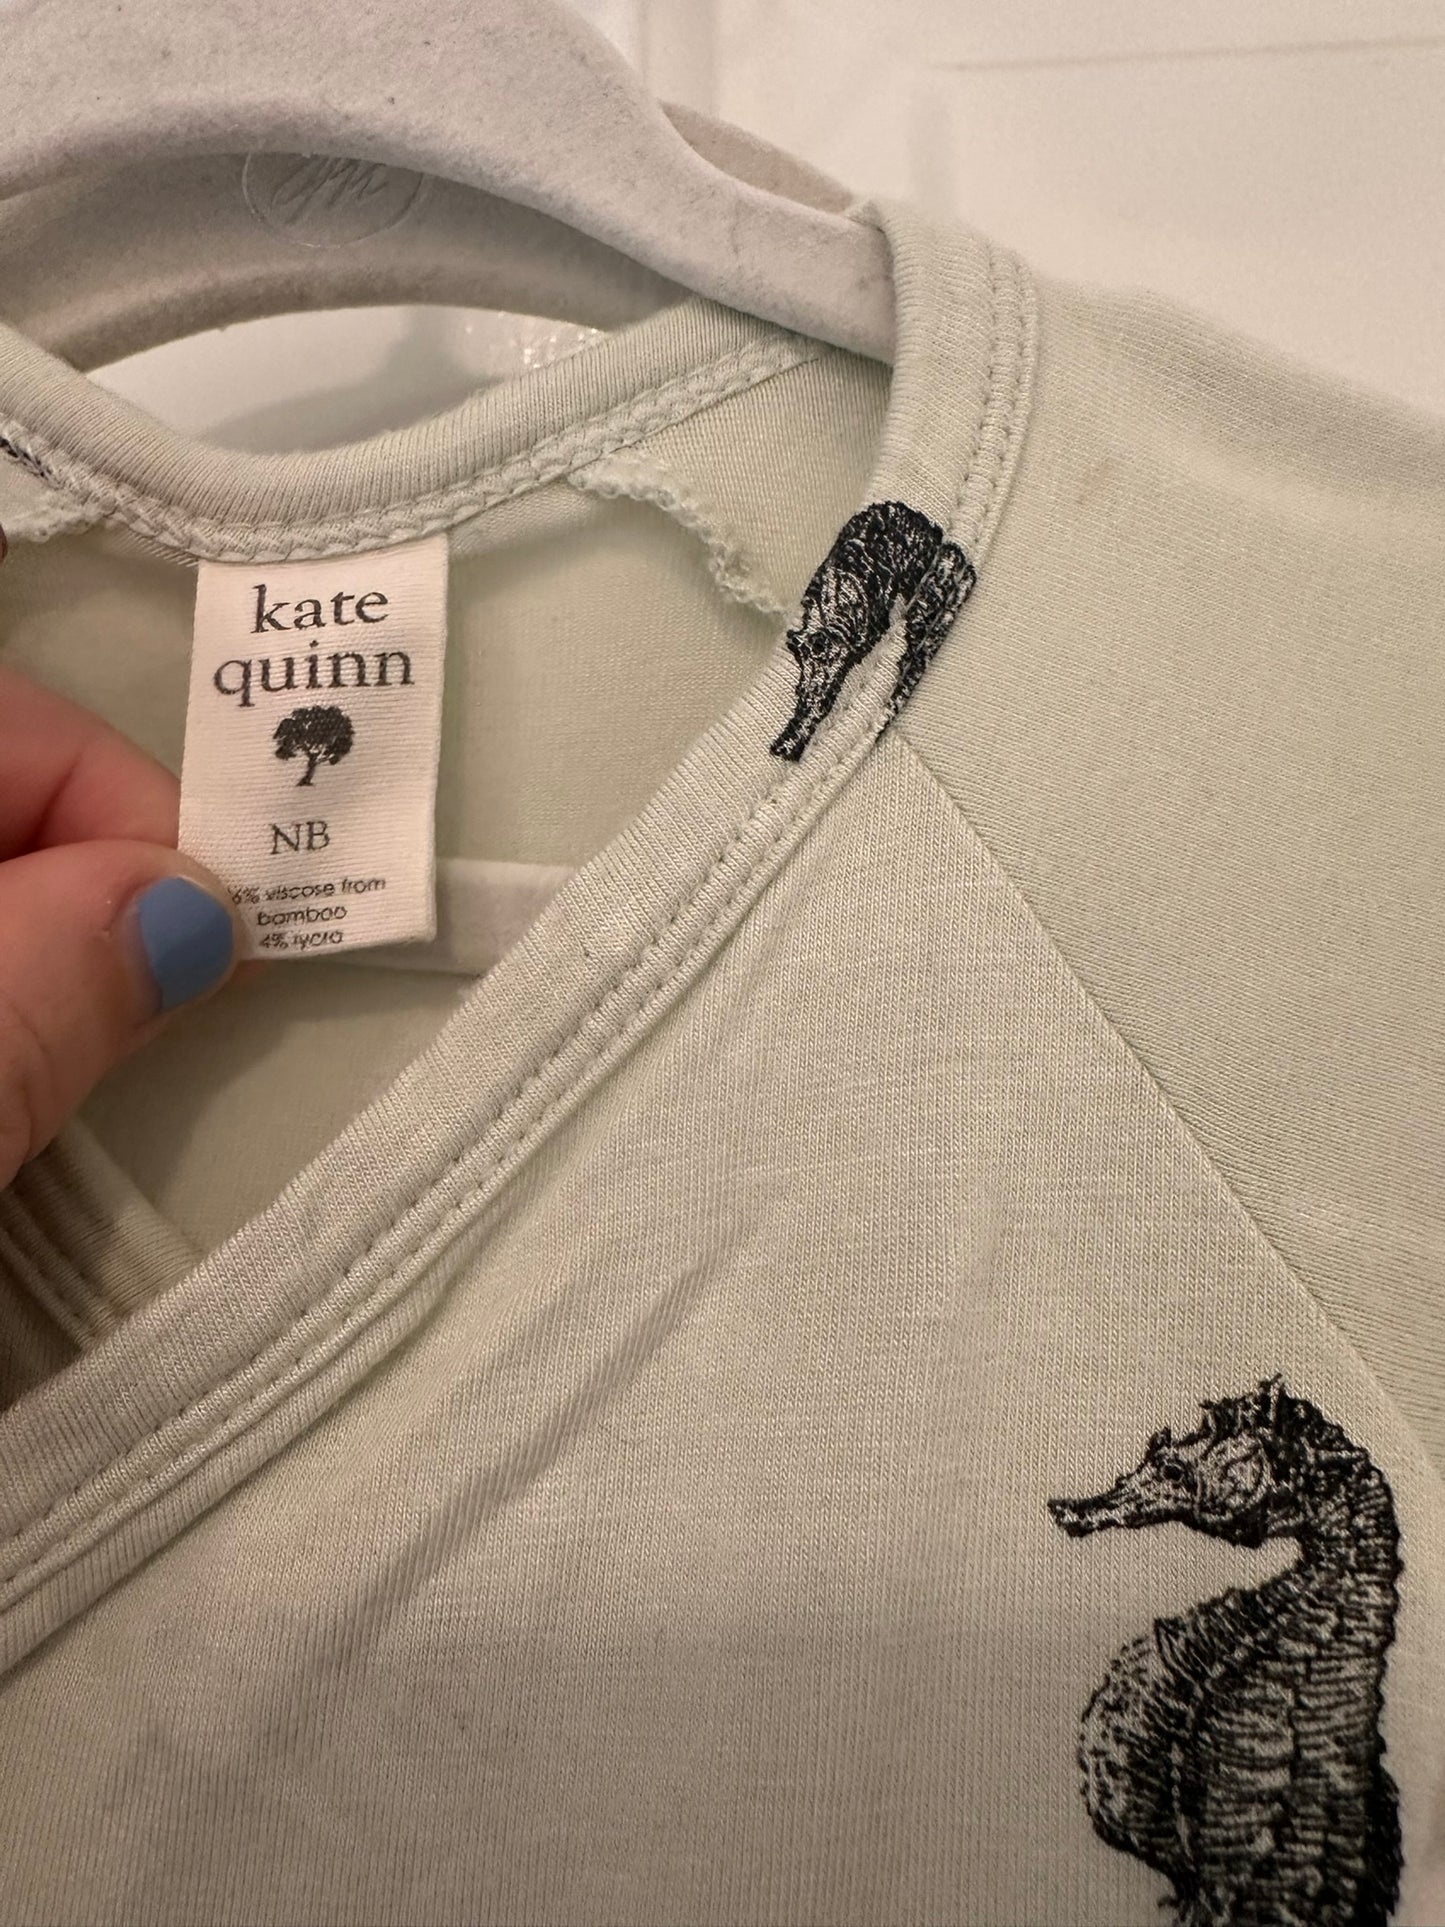 kate
quinn
NB
6% viscose from
bamboo
4% lycra